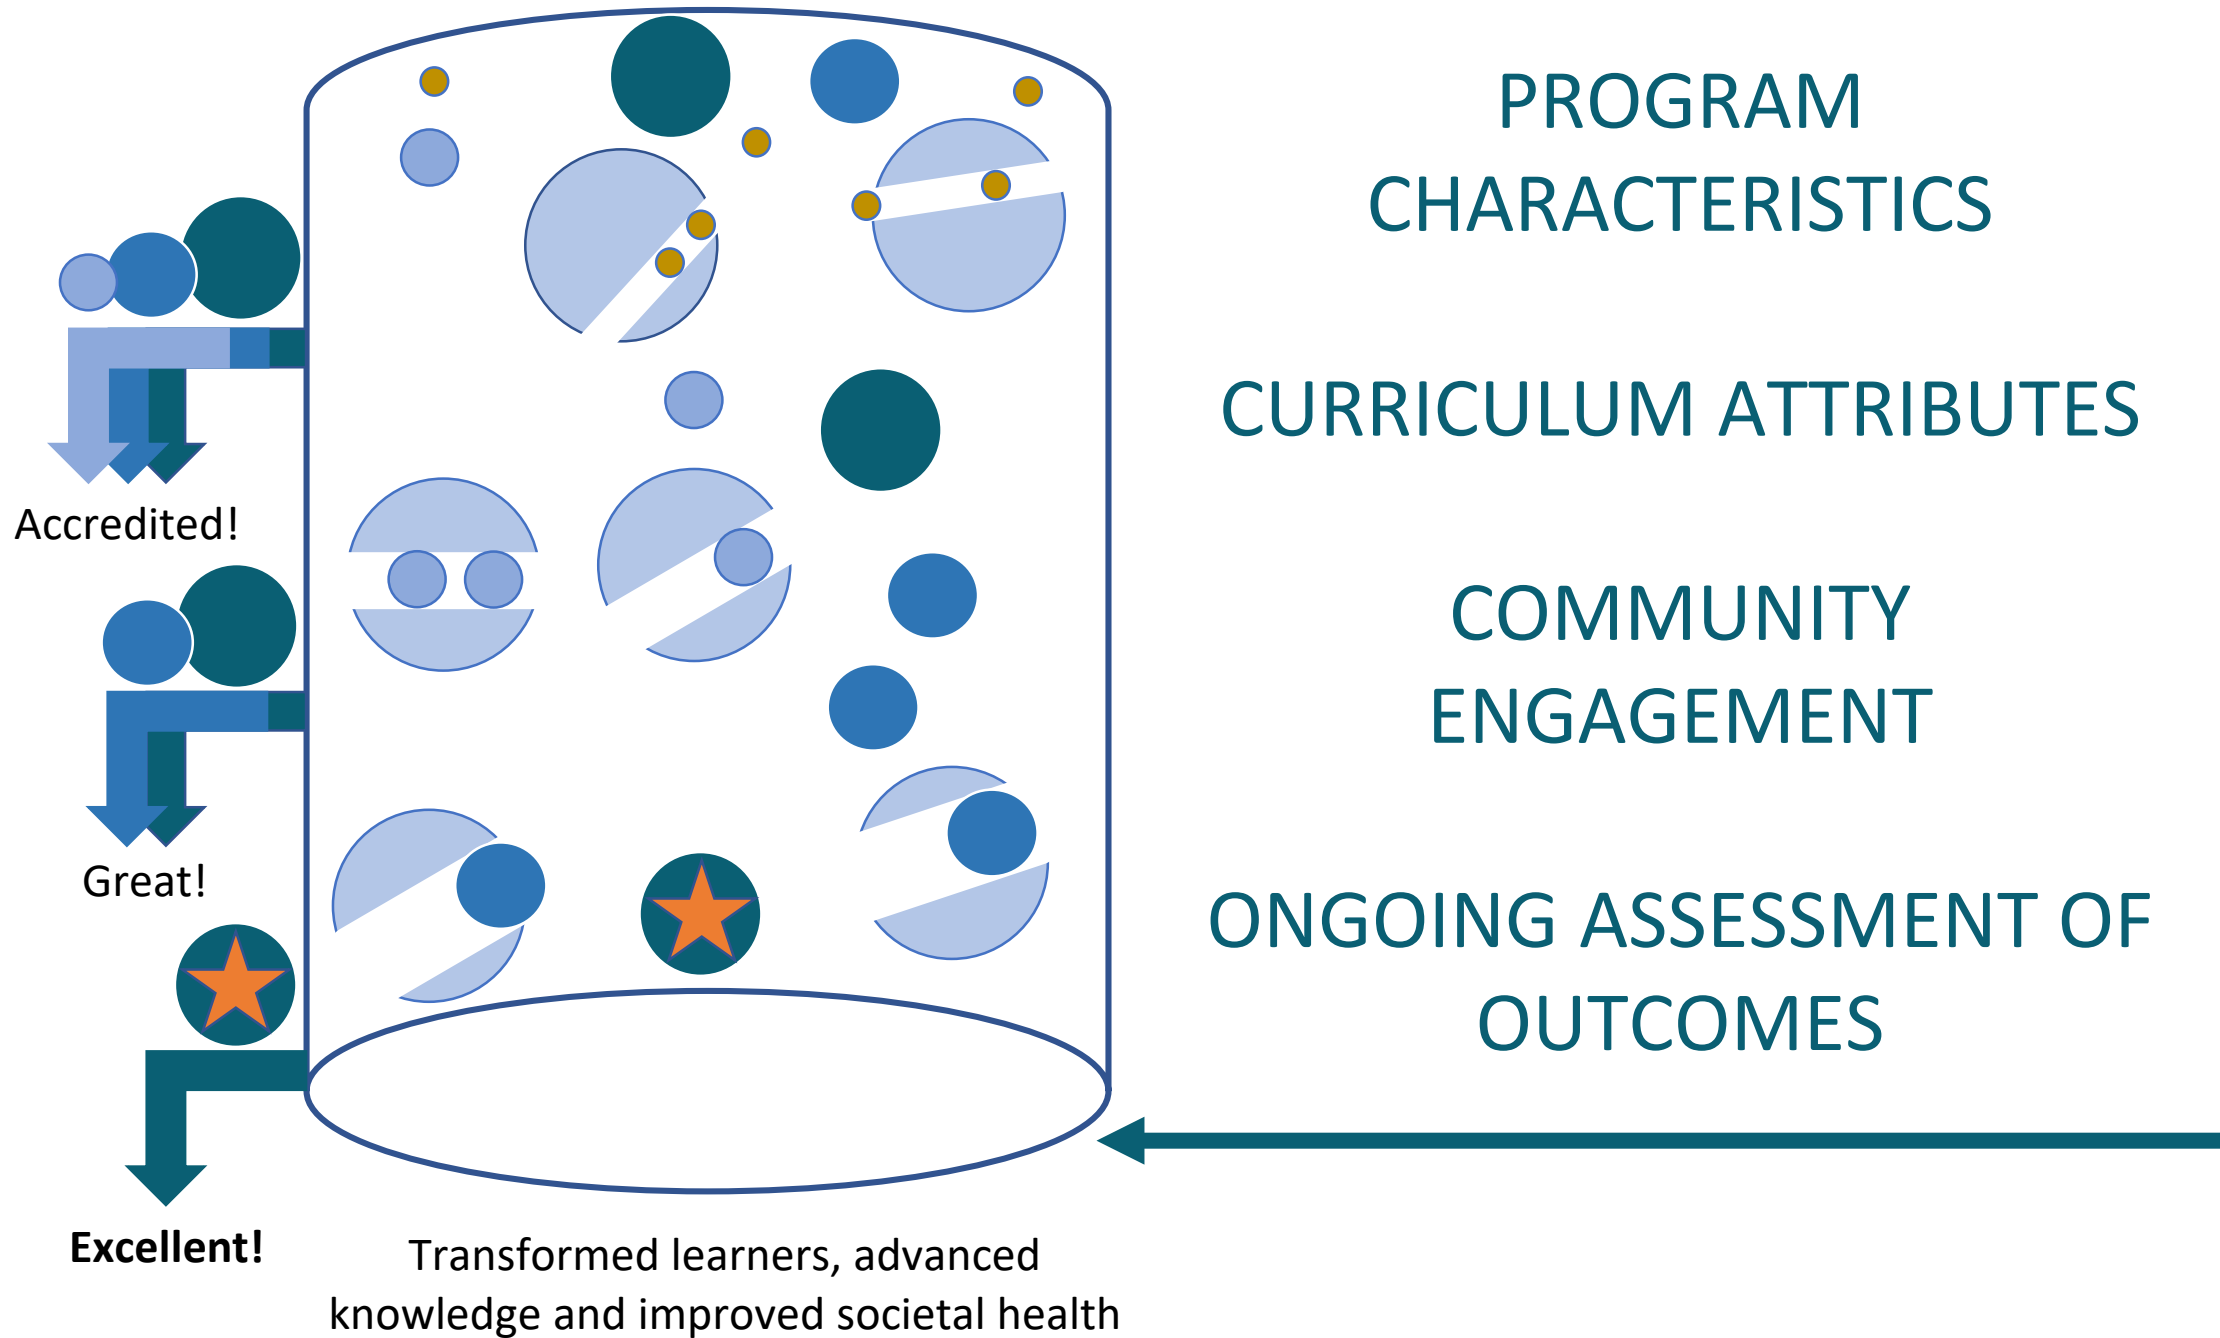 PROGRAM
CHARACTERISTICS
CURRICULUM ATTRIBUTES
Accredited!
COMMUNITY
ENGAGEMENT
Great!
ONGOING ASSESSMENT OF
OUTCOMES
Excellent!
Transformed learners, advanced
knowledge and improved societal health